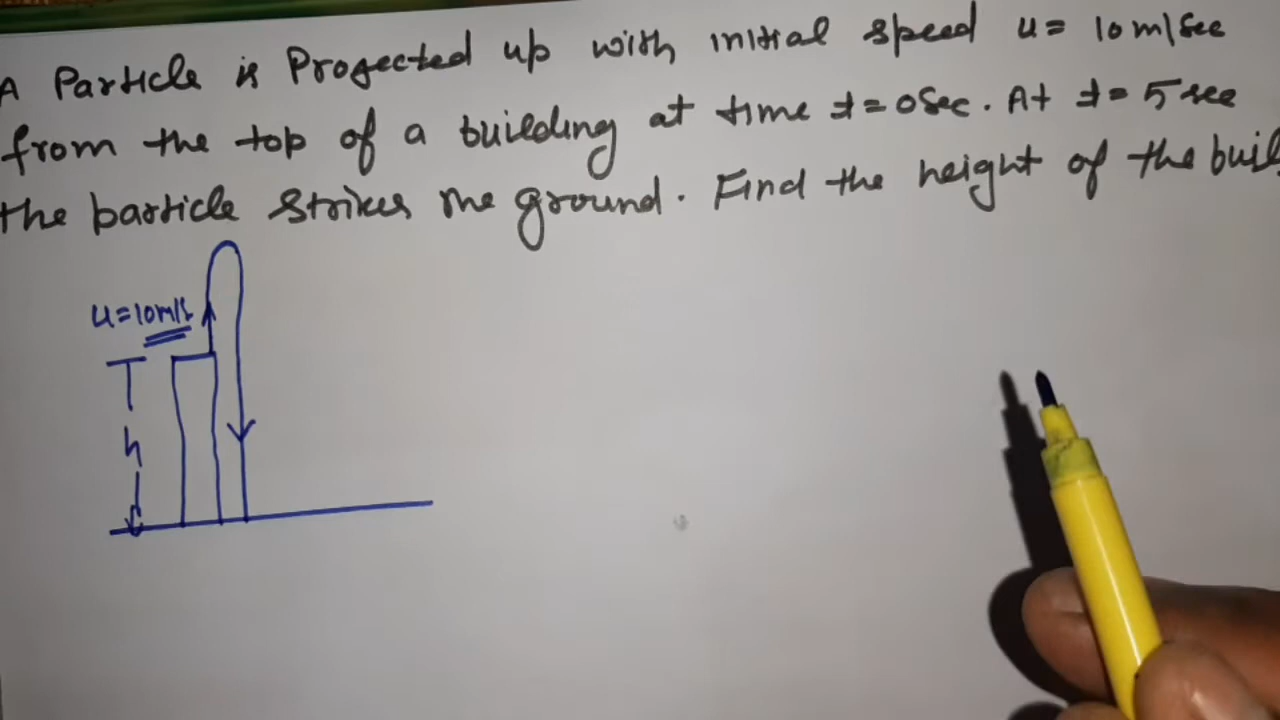 A Particle is Projected up with initial speed u = 10 m/sec
from the top of a building at time t = 0 sec. At t = 5 sec
the particle strikes the ground. Find the height of the buil
u = 10 m/s
h